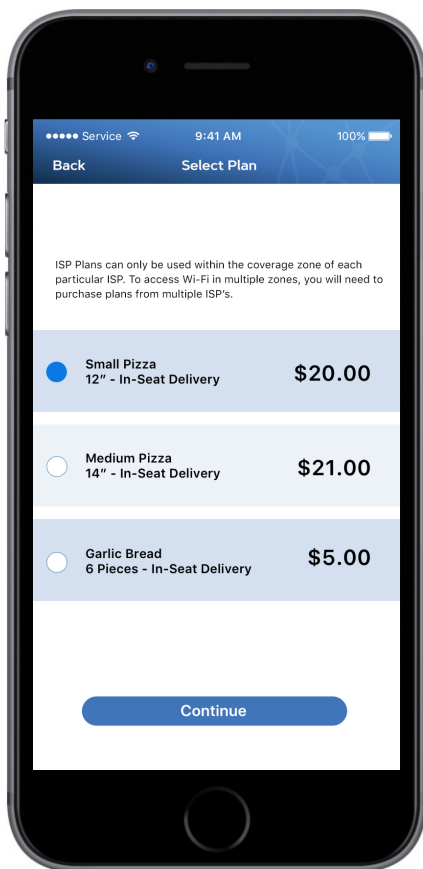 ●●●●● Service 9:41 AM 100%
Back Select Plan
ISP Plans can only be used within the coverage zone of each
particular ISP. To access Wi-Fi in multiple zones, you will need to
purchase plans from multiple ISP’s.
Small Pizza
12” - In-Seat Delivery $20.00
Medium Pizza
14” - In-Seat Delivery $21.00
Garlic Bread
6 Pieces - In-Seat Delivery $5.00
Continue